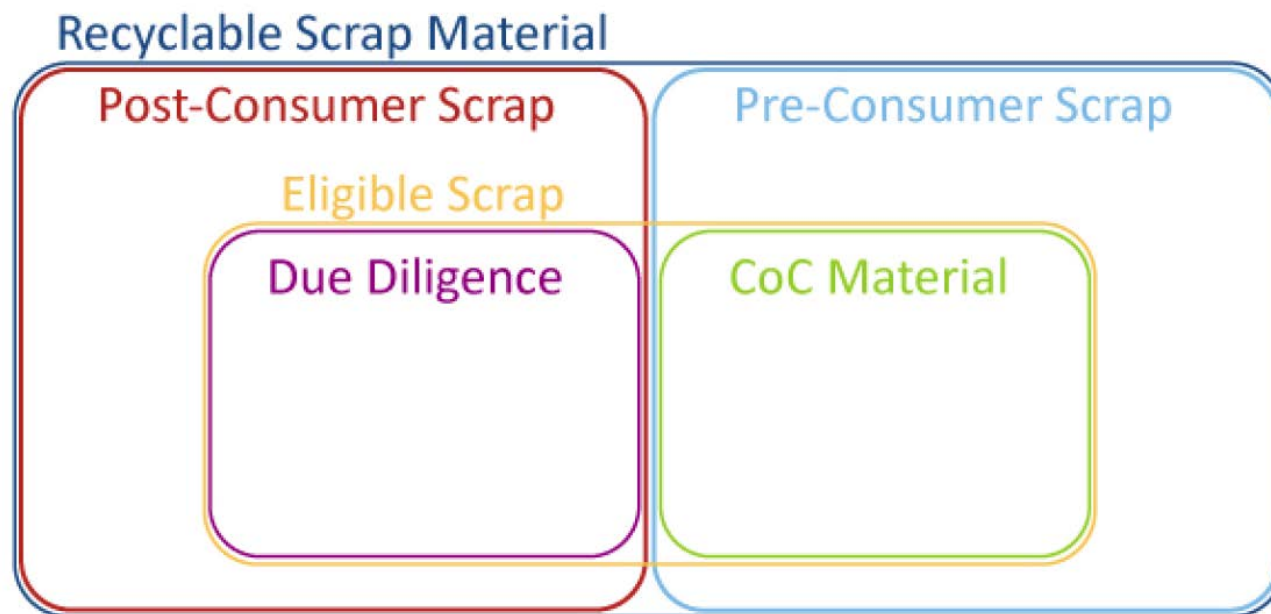 Recyclable Scrap Material
Post-Consumer Scrap
Pre-Consumer Scrap
Eligible Scrap
Due Diligence
CoC Material